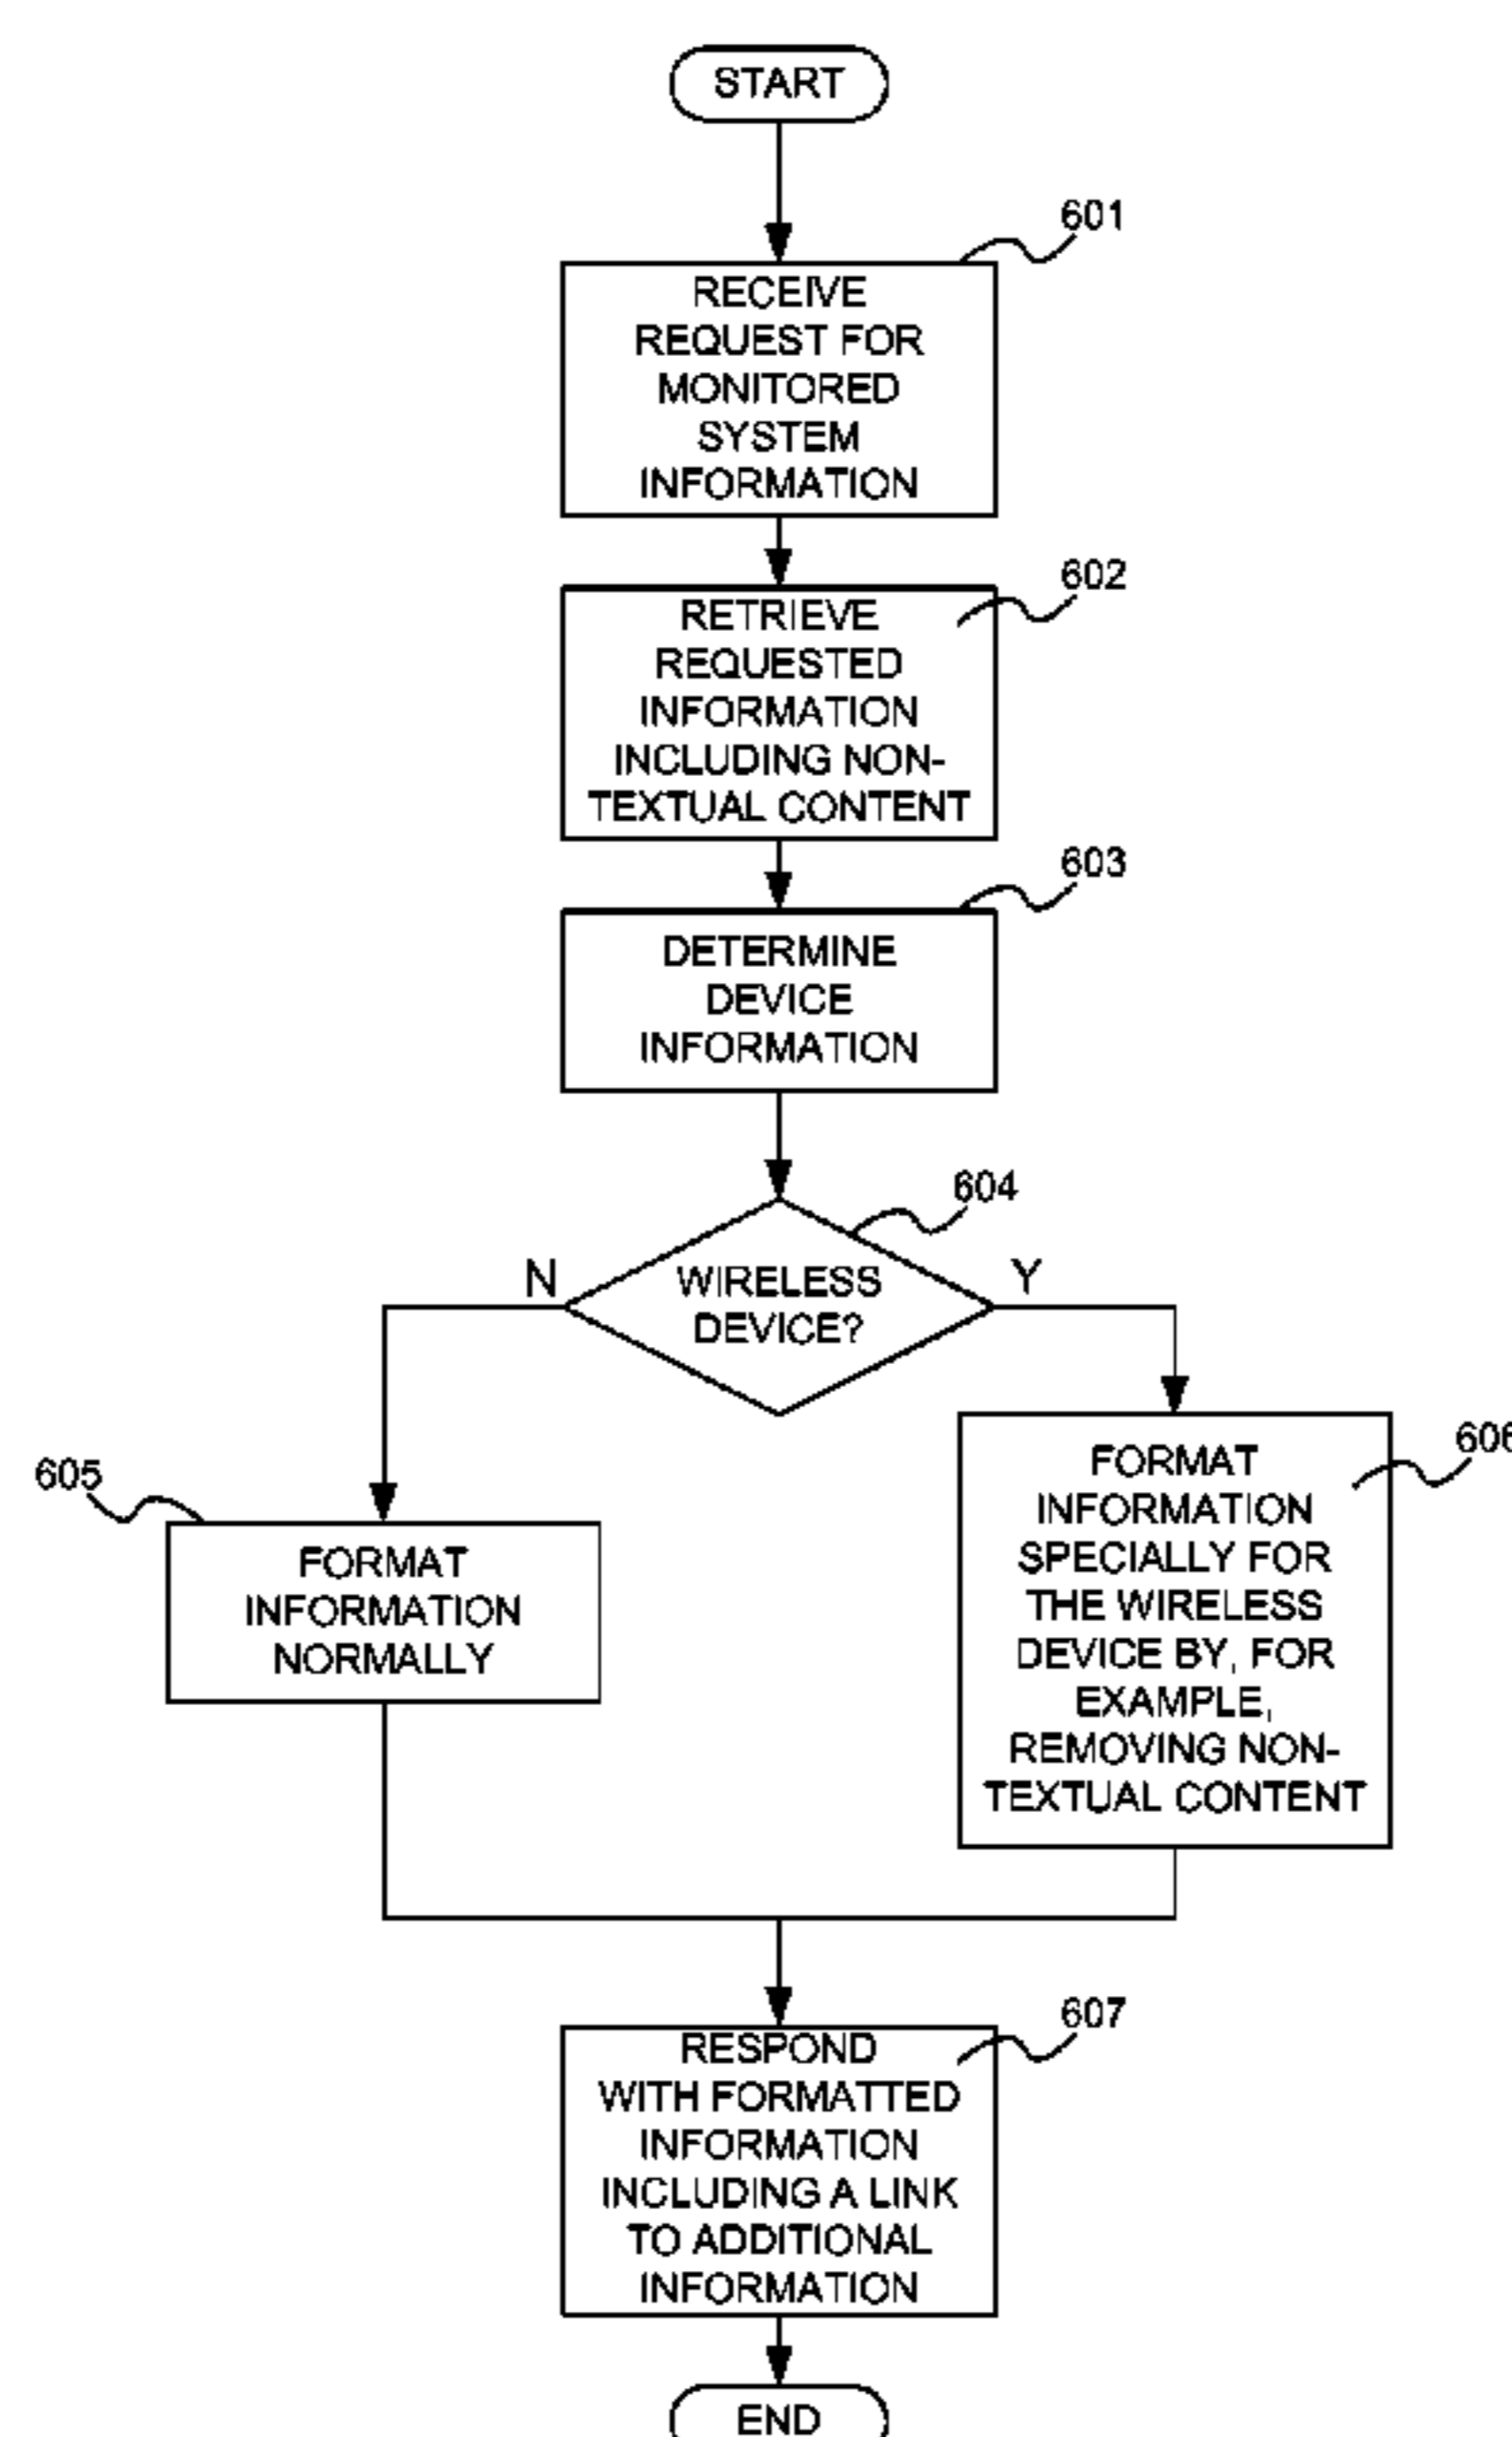 START
601
RECEIVE
REQUEST FOR
MONITORED
SYSTEM
INFORMATION
602
RETRIEVE
REQUESTED
INFORMATION
INCLUDING NON-
TEXTUAL CONTENT
603
DETERMINE
DEVICE
INFORMATION
604
N
WIRELESS
DEVICE?
Y
605
FORMAT
INFORMATION
NORMALLY
606
FORMAT
INFORMATION
SPECIALLY FOR
THE WIRELESS
DEVICE BY, FOR
EXAMPLE,
REMOVING NON-
TEXTUAL CONTENT
607
RESPOND
WITH FORMATTED
INFORMATION
INCLUDING A LINK
TO ADDITIONAL
INFORMATION
END